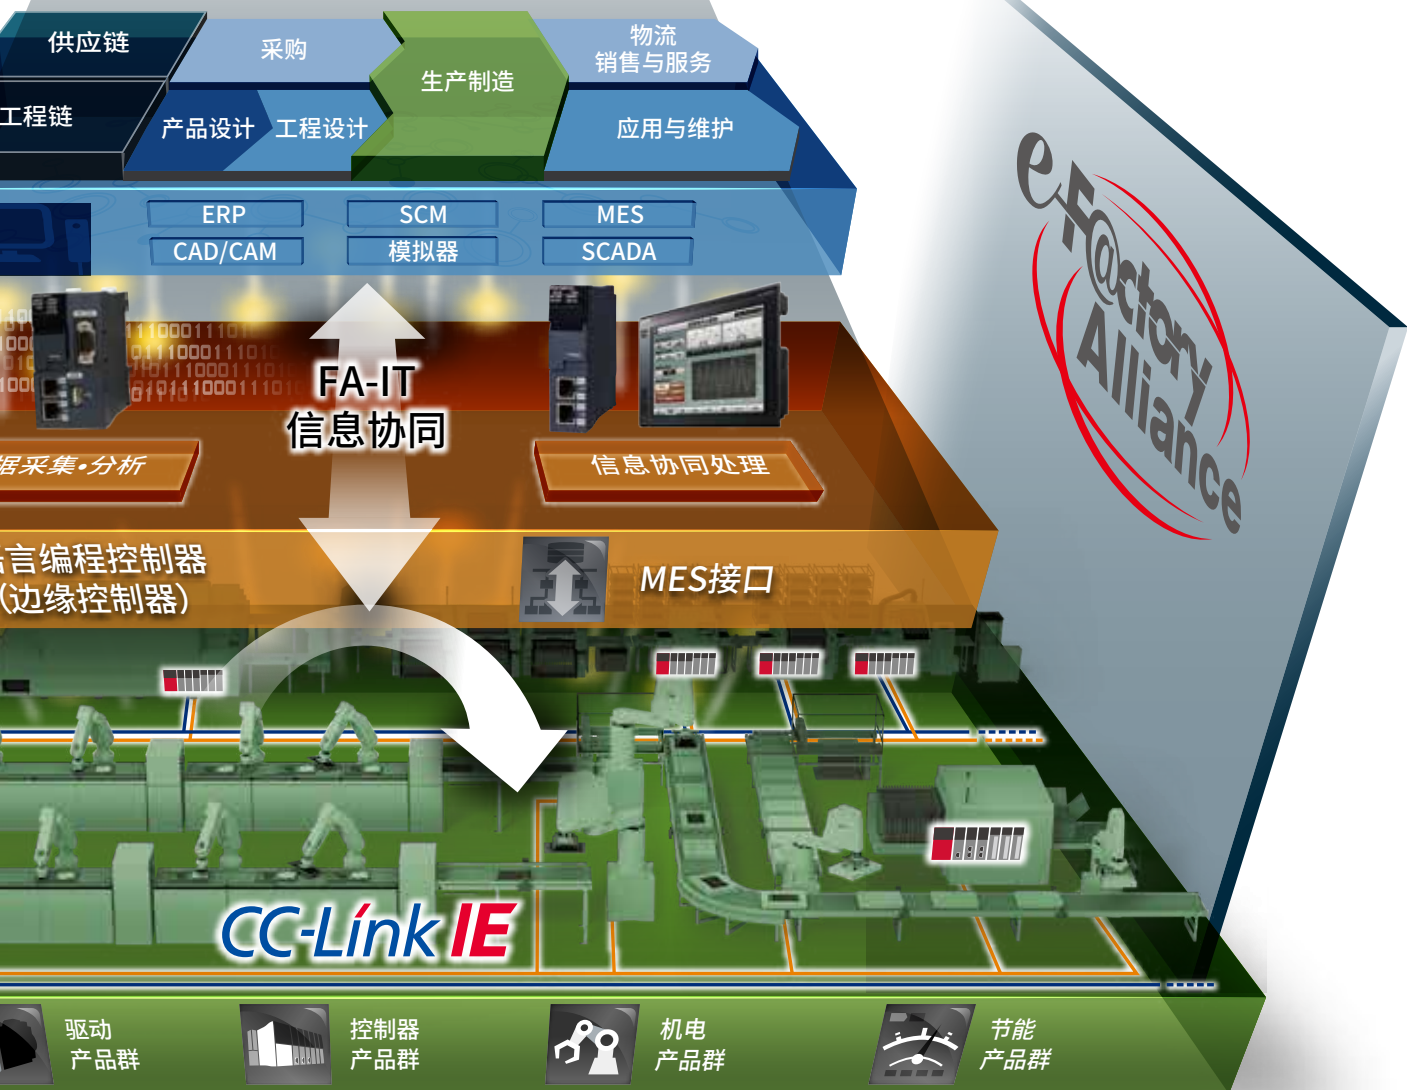 供应链
采购
生产制造
物流
销售与服务
工程链
产品设计
工程设计
应用与维护
ERP
SCM
MES
CAD/CAM
模拟器
SCADA
FA-IT
信息协同
据采集•分析
信息协同处理
语言编程控制器
(边缘控制器)
MES接口
e-F@ctory
Alliance
CC-Link IE
驱动
产品群
控制器
产品群
机电
产品群
节能
产品群